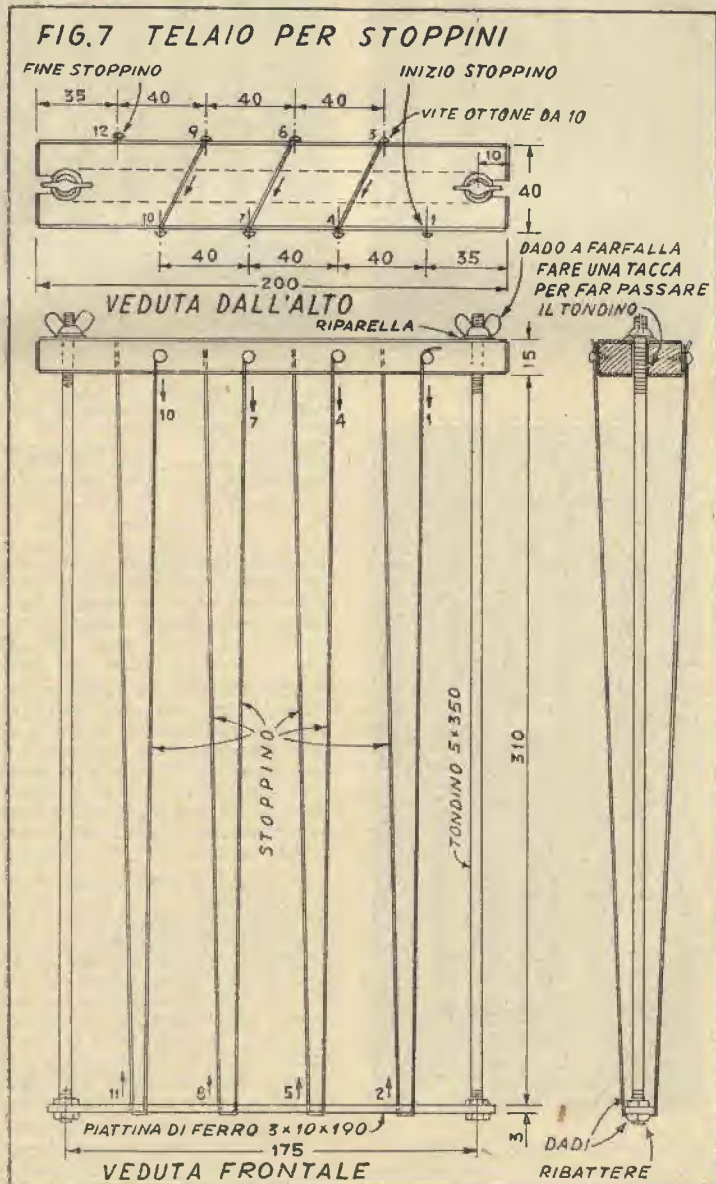 FIG.7 TELAIO PER STOPPINI
FINE STOPPINO
INIZIO STOPPINO
35 40 40 40
VITE OTTONE DA 10
12 9 6 3
10
40
10 7 4 1
40 40 40 35
200
DADO A FARFALLA
FARE UNA TACCA
PER FAR PASSARE
IL TONDINO
VEDUTA DALL'ALTO
RIPARELLA
15
10 7 4 1
STOPPINO
TONDINO 5×350
310
11 8 5 2
PIATTINA DI FERRO 3×10×190
3
175
DADI
VEDUTA FRONTALE
RIBATTERE